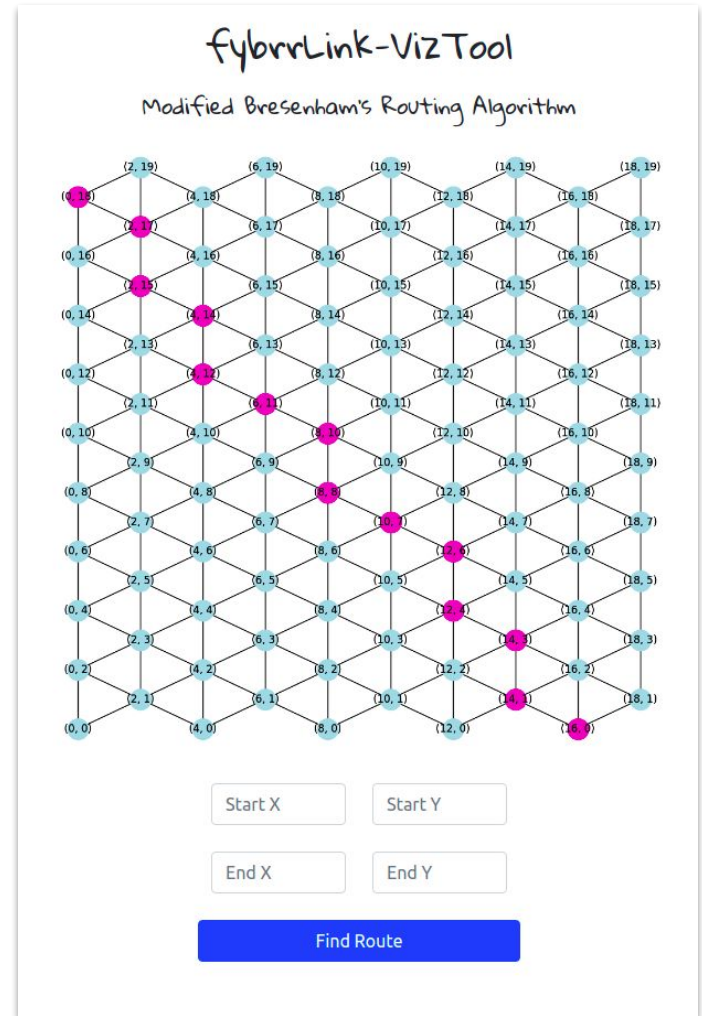 fybrrLink-VizTool
Modified Bresenham's Routing Algorithm
(2, 19) (6, 19) (10, 19) (14, 19) (18, 19)
(0, 18) (4, 18) (8, 18) (12, 18) (16, 18)
(2, 17) (6, 17) (10, 17) (14, 17) (18, 17)
(0, 16) (4, 16) (8, 16) (12, 16) (16, 16)
(2, 15) (6, 15) (10, 15) (14, 15) (18, 15)
(0, 14) (4, 14) (8, 14) (12, 14) (16, 14)
(2, 13) (6, 13) (10, 13) (14, 13) (18, 13)
(0, 12) (4, 12) (8, 12) (12, 12) (16, 12)
(2, 11) (6, 11) (10, 11) (14, 11) (18, 11)
(0, 10) (4, 10) (8, 10) (12, 10) (16, 10)
(2, 9) (6, 9) (10, 9) (14, 9) (18, 9)
(0, 8) (4, 8) (8, 8) (12, 8) (16, 8)
(2, 7) (6, 7) (10, 7) (14, 7) (18, 7)
(0, 6) (4, 6) (8, 6) (12, 6) (16, 6)
(2, 5) (6, 5) (10, 5) (14, 5) (18, 5)
(0, 4) (4, 4) (8, 4) (12, 4) (16, 4)
(2, 3) (6, 3) (10, 3) (14, 3) (18, 3)
(0, 2) (4, 2) (8, 2) (12, 2) (16, 2)
(2, 1) (6, 1) (10, 1) (14, 1) (18, 1)
(0, 0) (4, 0) (8, 0) (12, 0) (16, 0)
Start X Start Y
End X End Y
Find Route